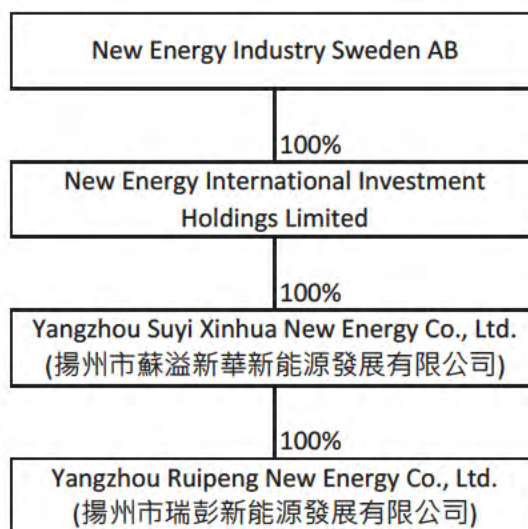 New Energy Industry Sweden AB
100%
New Energy International Investment
Holdings Limited
100%
Yangzhou Suyi Xinhua New Energy Co., Ltd.
(揚州市蘇溢新華新能源發展有限公司)
100%
Yangzhou Ruipeng New Energy Co., Ltd.
(揚州市瑞彭新能源發展有限公司)